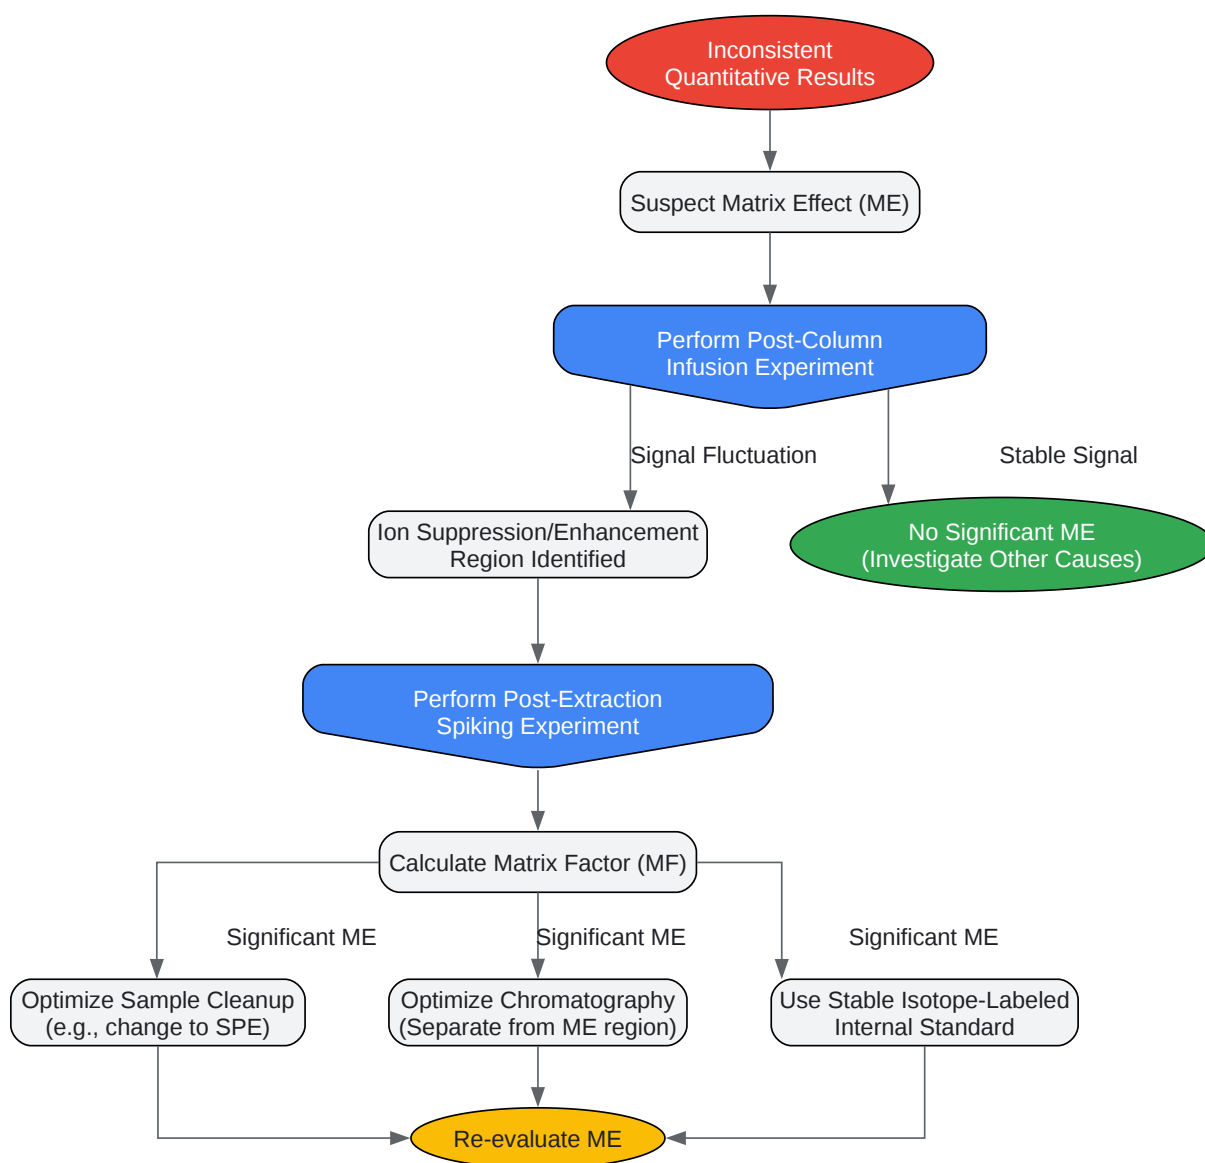 Inconsistent
Quantitative Results
Suspect Matrix Effect (ME)
Perform Post-Column
Infusion Experiment
Signal Fluctuation
Stable Signal
Ion Suppression/Enhancement
Region Identified
No Significant ME
(Investigate Other Causes)
Perform Post-Extraction
Spiking Experiment
Calculate Matrix Factor (MF)
Significant ME
Significant ME
Significant ME
Optimize Sample Cleanup
(e.g., change to SPE)
Optimize Chromatography
(Separate from ME region)
Use Stable Isotope-Labeled
Internal Standard
Re-evaluate ME